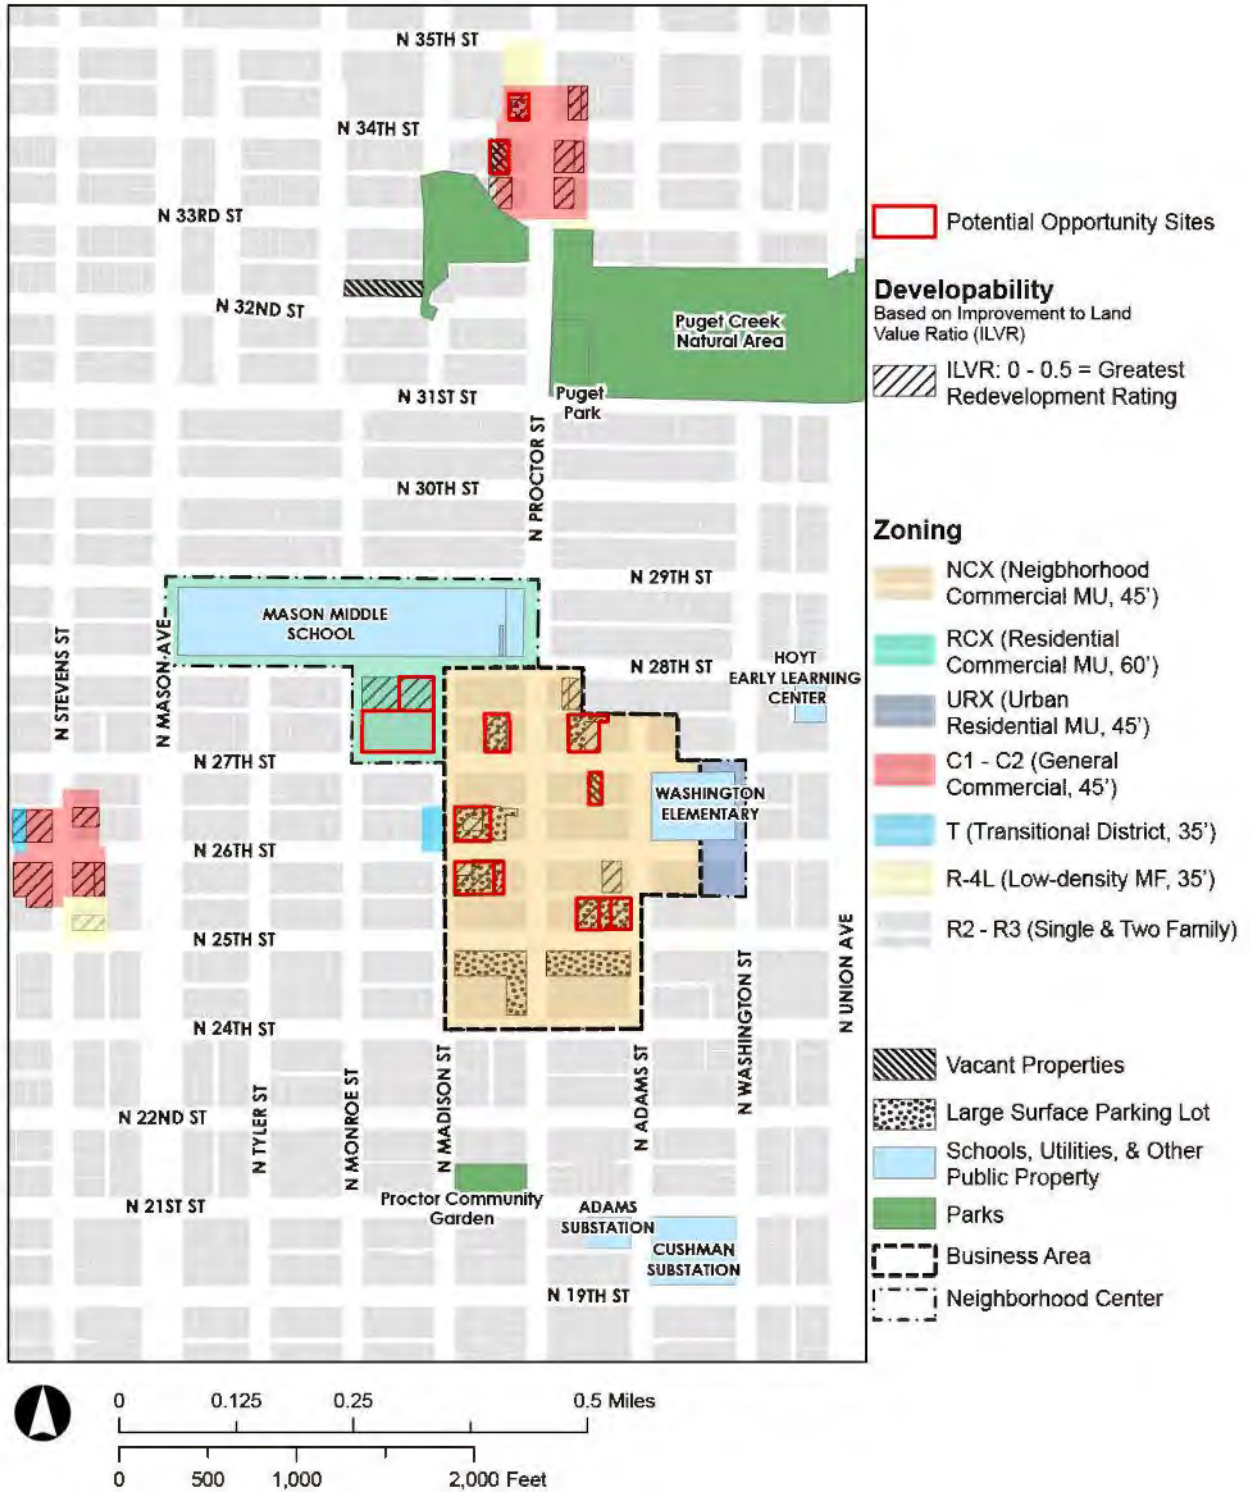 N 35TH ST
N 34TH ST
N 33RD ST
N 32ND ST
Puget Creek
Natural Area
N 31ST ST
Puget
Park
N PROCTOR ST
N 30TH ST
N 29TH ST
MASON MIDDLE
SCHOOL
N STEVENS ST
N MASON AVE
N 28TH ST
HOYT
EARLY LEARNING
CENTER
N 27TH ST
WASHINGTON
ELEMENTARY
N 26TH ST
N 25TH ST
N UNION AVE
N WASHINGTON ST
N 24TH ST
N TYLER ST
N MONROE ST
N MADISON ST
N ADAMS ST
N 22ND ST
N 21ST ST
Proctor Community
Garden
ADAMS
SUBSTATION
CUSHMAN
SUBSTATION
N 19TH ST
Potential Opportunity Sites
Developability
Based on Improvement to Land
Value Ratio (ILVR)
ILVR: 0 - 0.5 = Greatest
Redevelopment Rating
Zoning
NCX (Neigbhorhood
Commercial MU, 45')
RCX (Residential
Commercial MU, 60')
URX (Urban
Residential MU, 45')
C1 - C2 (General
Commercial, 45')
T (Transitional District, 35')
R-4L (Low-density MF, 35')
R2 - R3 (Single & Two Family)
Vacant Properties
Large Surface Parking Lot
Schools, Utilities, & Other
Public Property
Parks
Business Area
Neighborhood Center
0 0.125 0.25 0.5 Miles
0 500 1,000 2,000 Feet